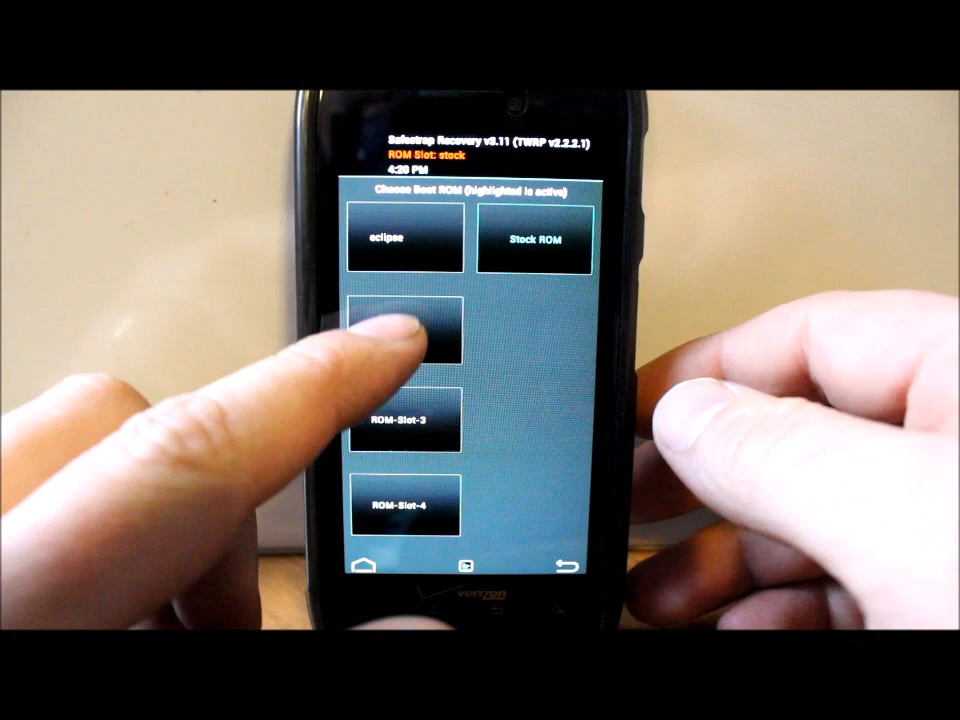 Safestrap Recovery v3.11 (TWRP v2.2.2.1)
ROM Slot: stock
4:20 PM
Choose Boot ROM (highlighted is active)
eclipse
Stock ROM
ROM-Slot-3
ROM-Slot-4
verizon